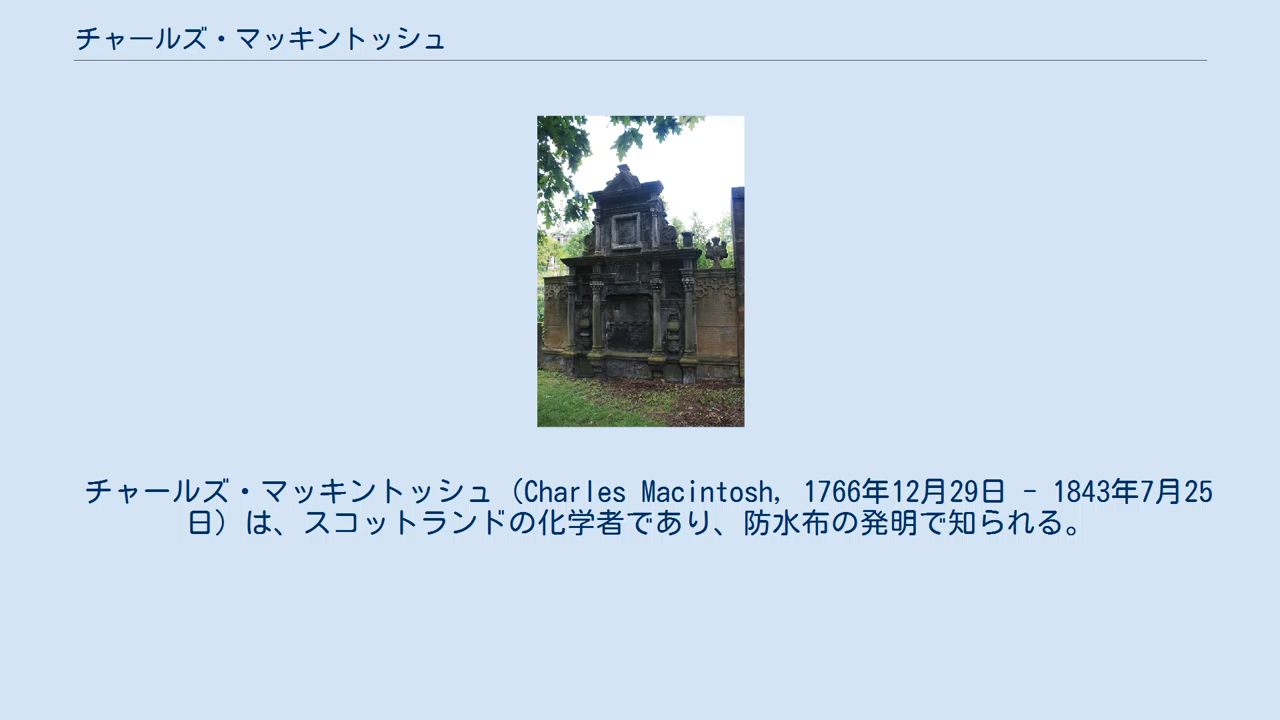 チャールズ・マッキントッシュ
チャールズ・マッキントッシュ（Charles Macintosh, 1766年12月29日 - 1843年7月25
日）は、スコットランドの化学者であり、防水布の発明で知られる。